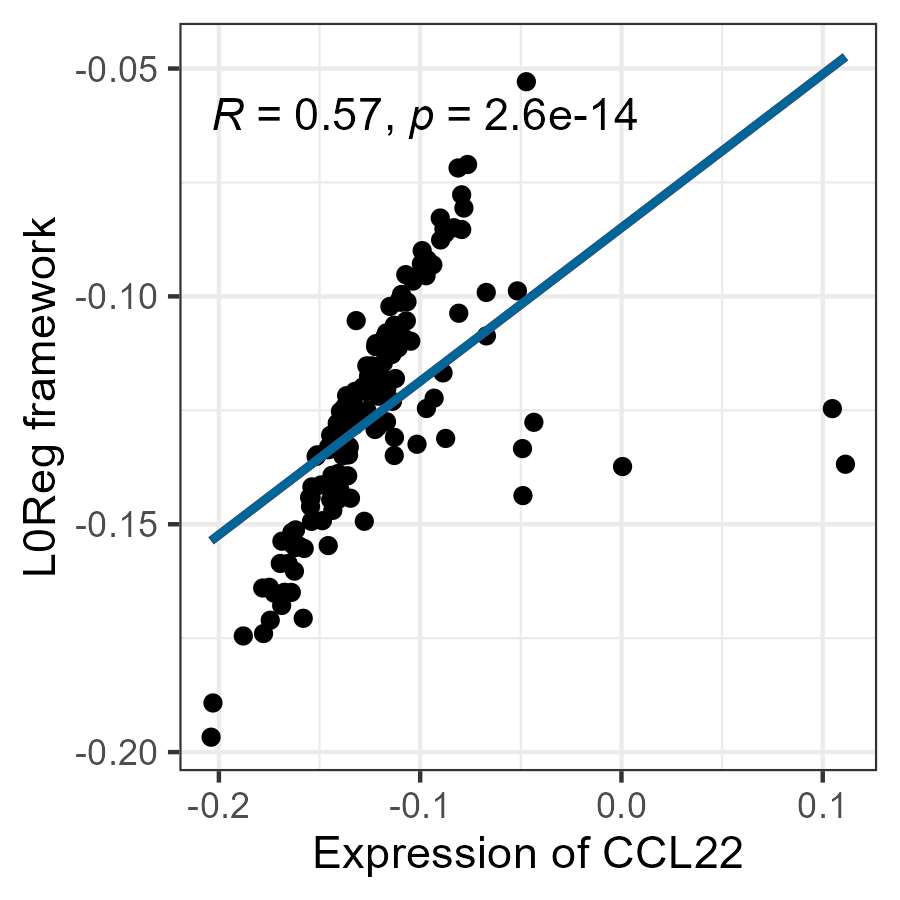 -0.05
R = 0.57, p = 2.6e-14
-0.10
L0Reg framework
-0.15
-0.20
-0.2 -0.1 0.0 0.1
Expression of CCL22